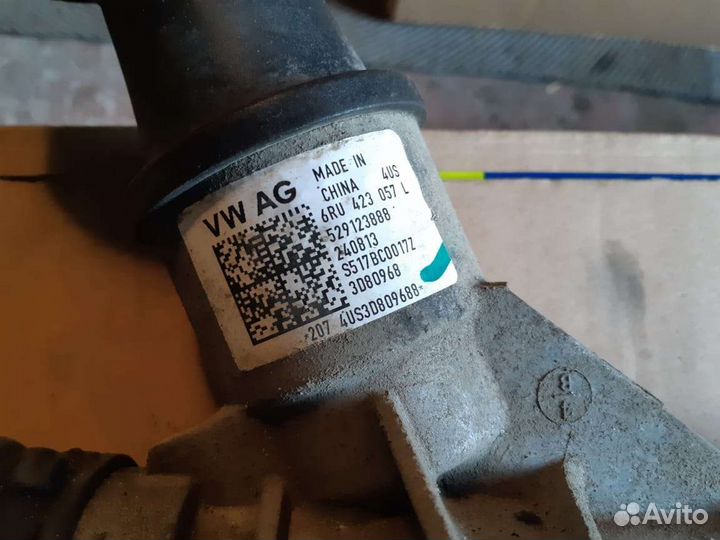 VW AG
MADE IN
CHINA 4US
6RU 423 057 L
529123888
240813
S517BC0017Z
3D80968
*207 4US3D809688*
Avito